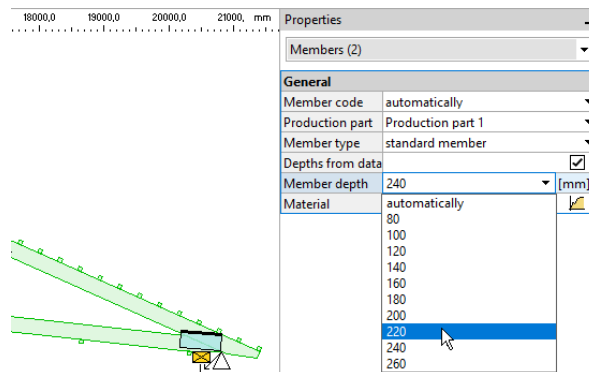 18000,0 19000,0 20000,0 21000, mm
Properties
Members (2)
General
Member code automatically
Production part Production part 1
Member type standard member
Depths from data
Member depth 240 [mm]
Material automatically
80
100
120
140
160
180
200
220
240
260